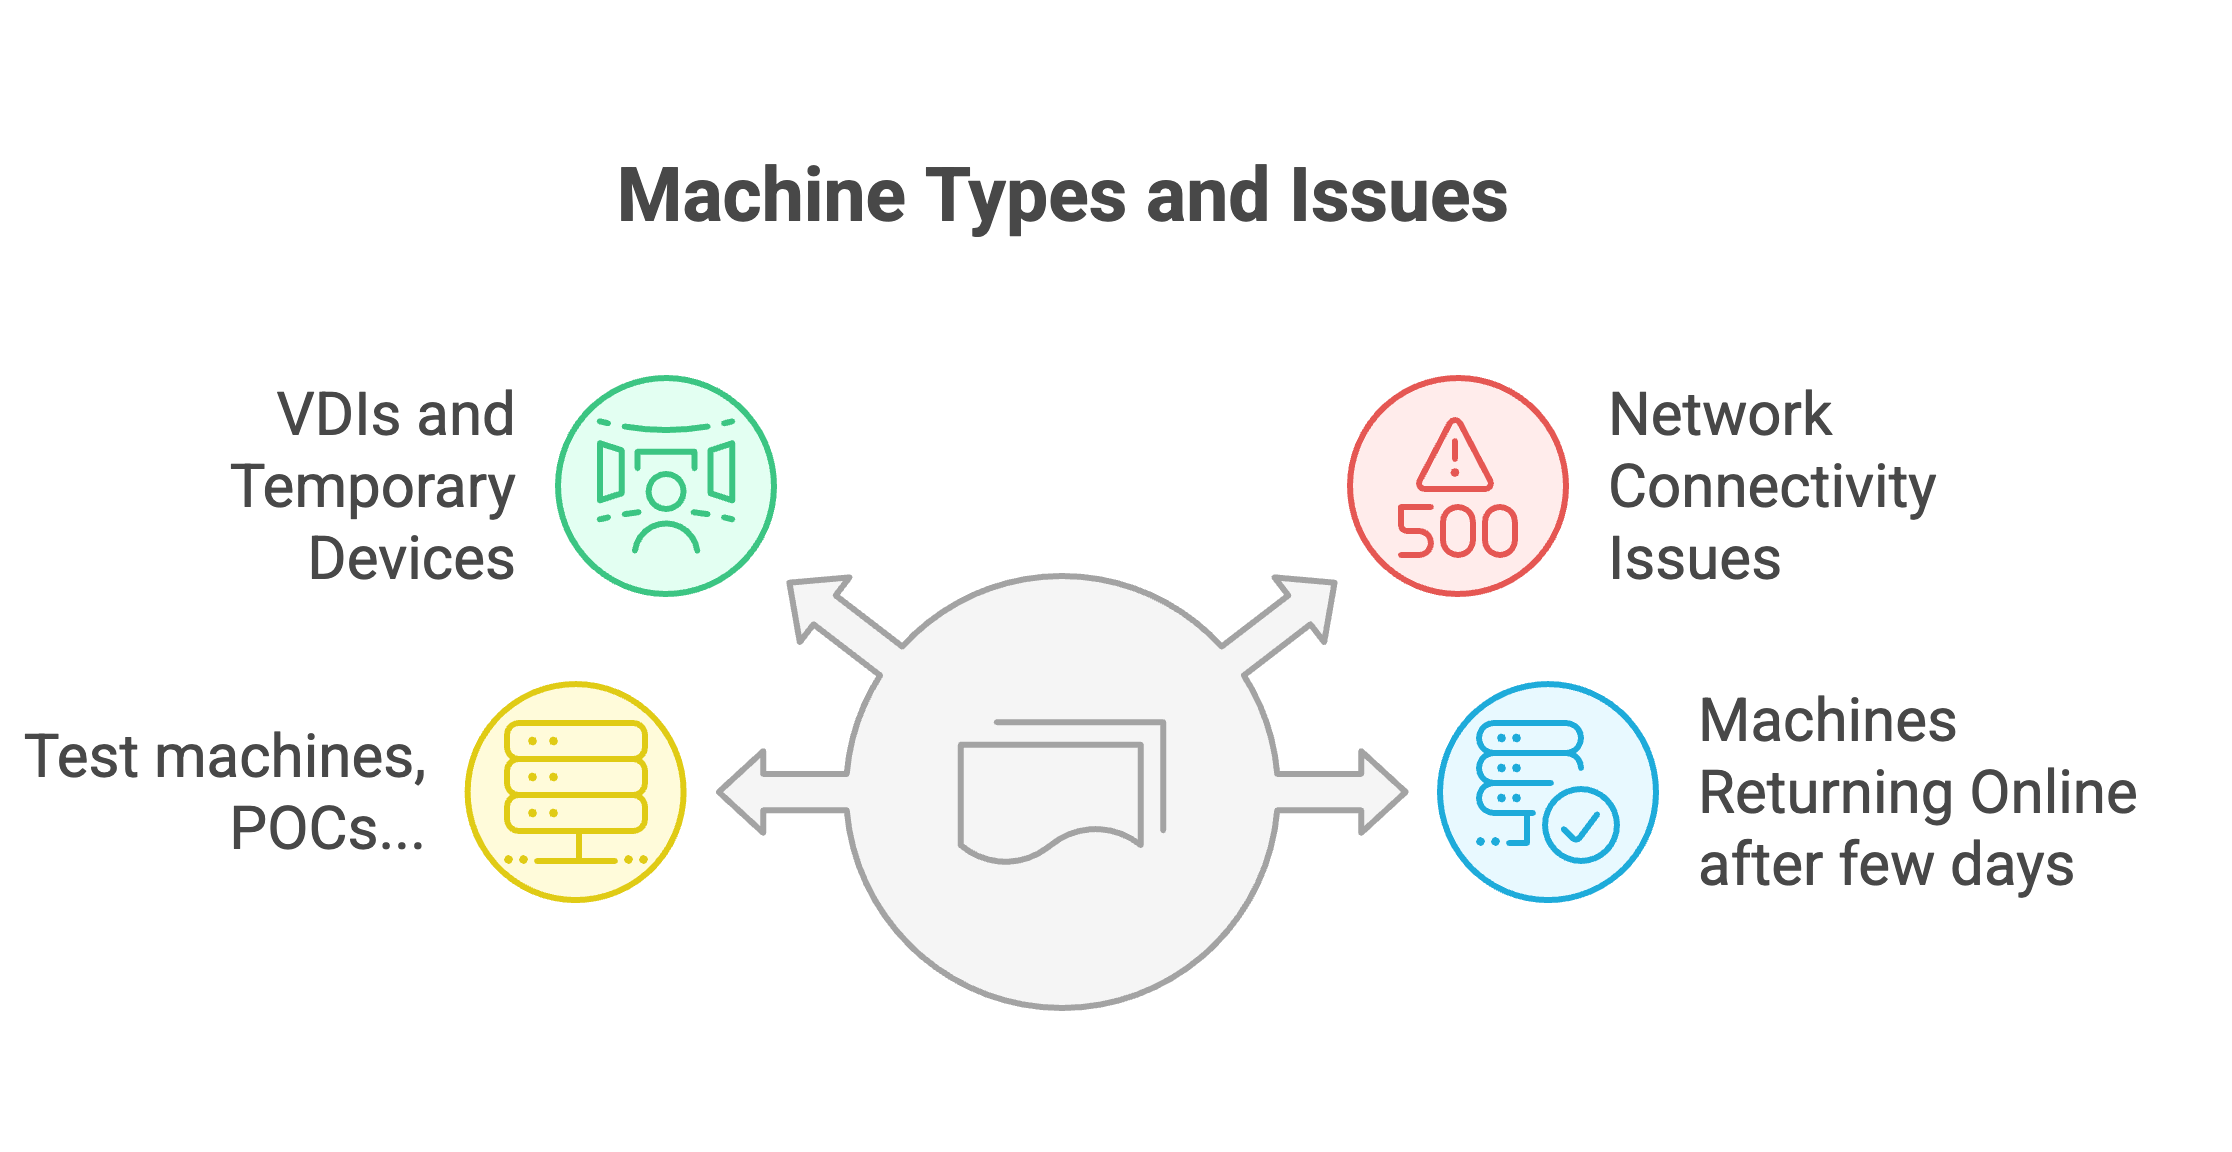 Machine Types and Issues
VDIs and
Temporary
Devices
500
Network
Connectivity
Issues
Test machines,
POCs...
Machines
Returning Online
after few days